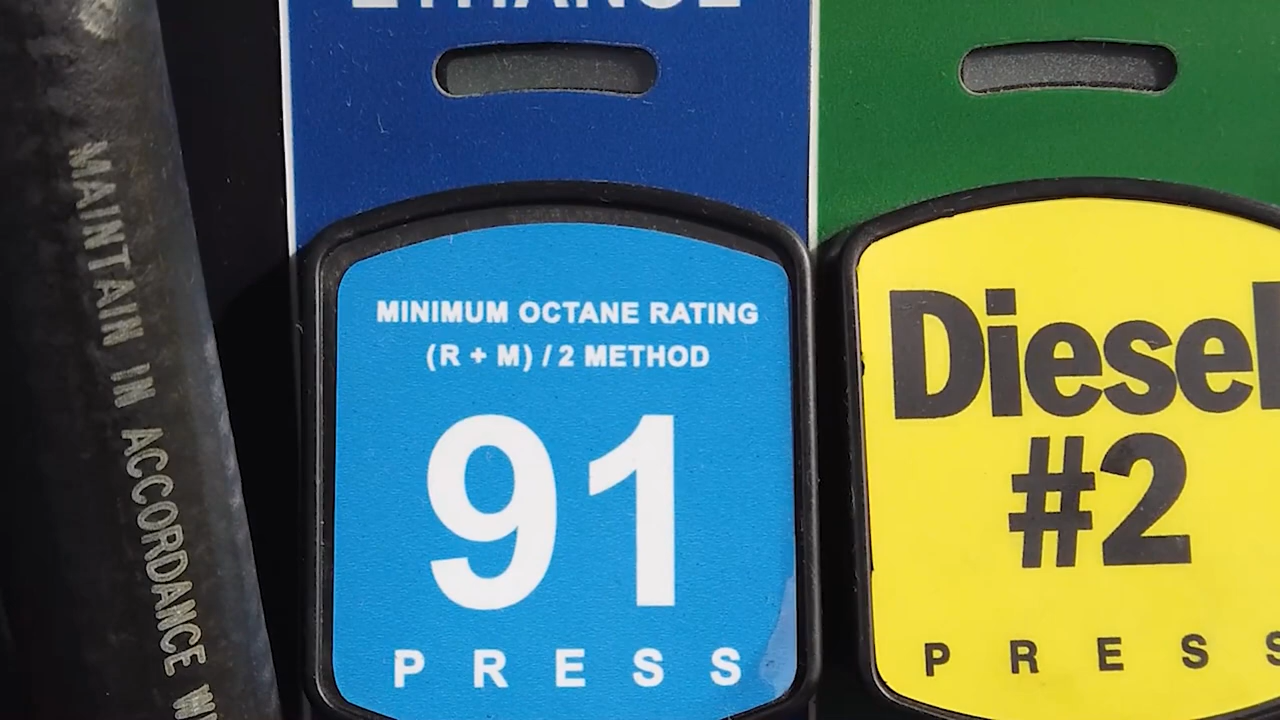 MAINTAIN IN ACCORDANCE
MINIMUM OCTANE RATING
(R + M) / 2 METHOD
91
PRESS
Diesel
#2
PRESS